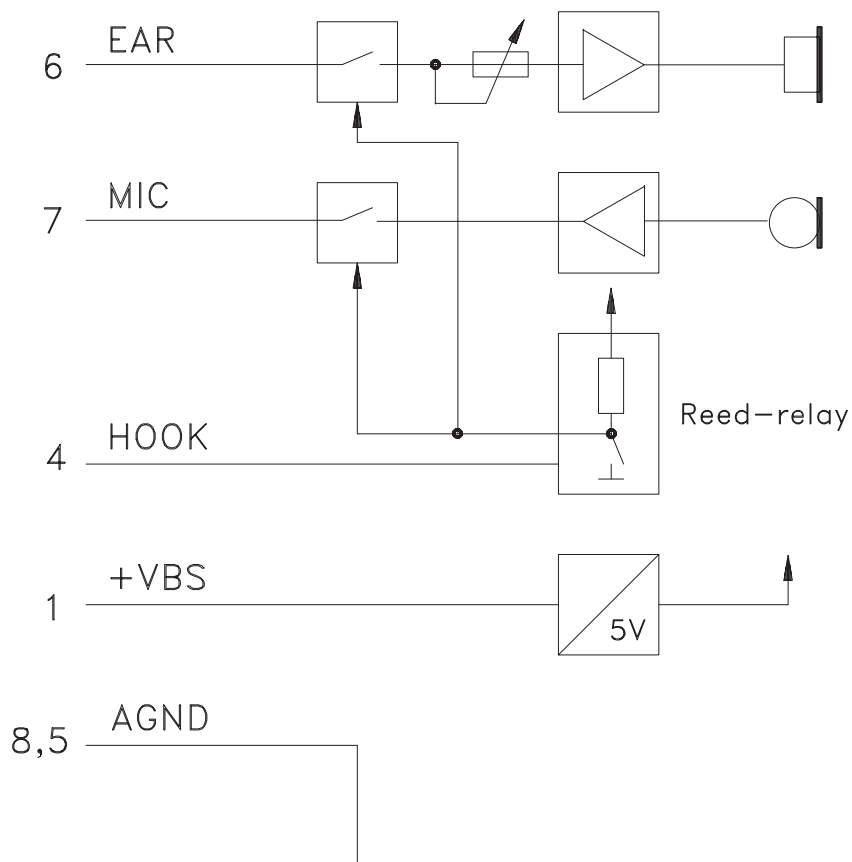 EAR
6
MIC
7
Reed-relay
HOOK
4
+VBS
1
5V
AGND
8,5